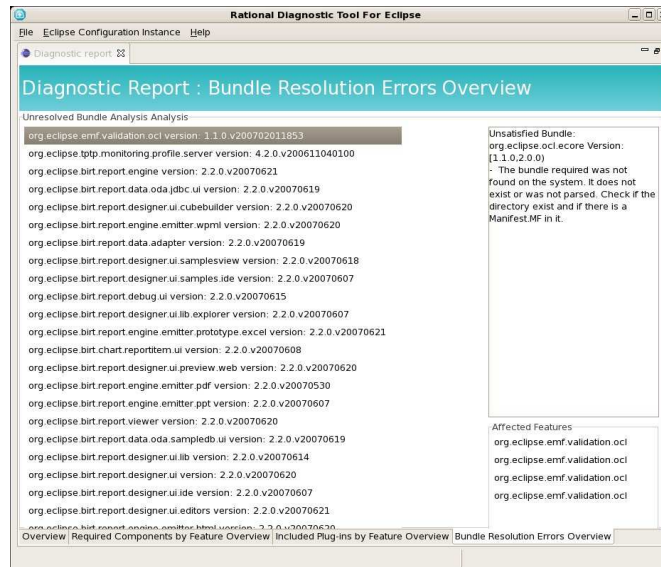 Rational Diagnostic Tool For Eclipse
File Eclipse Configuration Instance Help
Diagnostic report
Diagnostic Report : Bundle Resolution Errors Overview
Unresolved Bundle Analysis Analysis
org.eclipse.emf.validation.ocl version: 1.1.0.v200702011853
org.eclipse.tptp.monitoring.profile.server version: 4.2.0.v200611040100
org.eclipse.birt.report.engine version: 2.2.0.v20070621
org.eclipse.birt.report.data.oda.jdbc.ui version: 2.2.0.v20070619
org.eclipse.birt.report.designer.ui.cubebuilder version: 2.2.0.v20070620
org.eclipse.birt.report.engine.emitter.wpml version: 2.2.0.v20070620
org.eclipse.birt.report.data.adapter version: 2.2.0.v20070619
org.eclipse.birt.report.designer.ui.samplesview version: 2.2.0.v20070618
org.eclipse.birt.report.designer.ui.samples.ide version: 2.2.0.v20070607
org.eclipse.birt.report.debug.ui version: 2.2.0.v20070615
org.eclipse.birt.report.designer.ui.lib.explorer version: 2.2.0.v20070607
org.eclipse.birt.report.engine.emitter.prototype.excel version: 2.2.0.v20070621
org.eclipse.birt.chart.reportitem.ui version: 2.2.0.v20070608
org.eclipse.birt.report.designer.ui.preview.web version: 2.2.0.v20070620
org.eclipse.birt.report.engine.emitter.pdf version: 2.2.0.v20070530
org.eclipse.birt.report.engine.emitter.ppt version: 2.2.0.v20070607
org.eclipse.birt.report.viewer version: 2.2.0.v20070620
org.eclipse.birt.report.data.oda.sampledb.ui version: 2.2.0.v20070619
org.eclipse.birt.report.designer.ui.lib version: 2.2.0.v20070614
org.eclipse.birt.report.designer.ui version: 2.2.0.v20070620
org.eclipse.birt.report.designer.ui.ide version: 2.2.0.v20070607
org.eclipse.birt.report.designer.ui.editors version: 2.2.0.v20070621
org.eclipse.birt.report.engine.emitter.html version: 2.2.0.v20070620
Unsatisfied Bundle:
org.eclipse.ocl.ecore Version:
[1.1.0,2.0.0)
- The bundle required was not
found on the system. It does not
exist or was not parsed. Check if the
directory exist and if there is a
Manifest.MF in it.
Affected Features
org.eclipse.emf.validation.ocl
org.eclipse.emf.validation.ocl
org.eclipse.emf.validation.ocl
org.eclipse.emf.validation.ocl
Overview Required Components by Feature Overview Included Plug-ins by Feature Overview Bundle Resolution Errors Overview